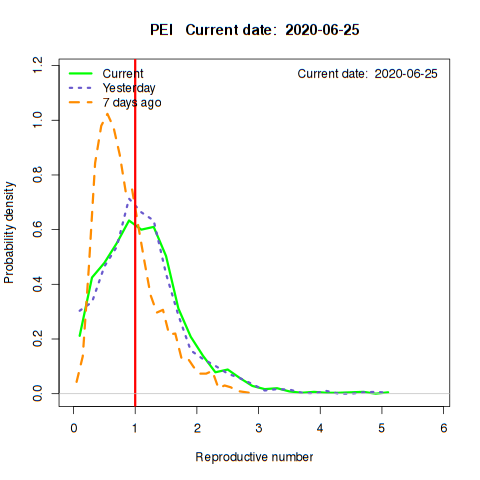 PEI   Current date:  2020-06-25
Current
Current date:  2020-06-25
Yesterday
7 days ago
Probability density
1.2
1.0
0.8
0.6
0.4
0.2
0.0
0 1 2 3 4 5 6
Reproductive number